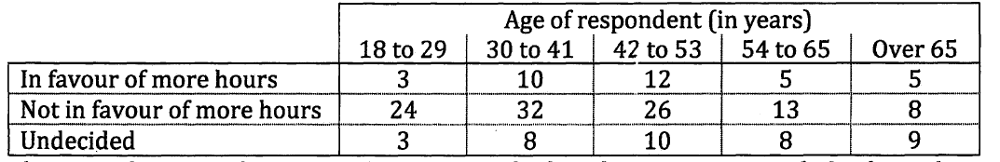 Age of respondent (in years)
18 to 29 30 to 41 42 to 53 54 to 65 Over 65
In favour of more hours 3 10 12 5 5
Not in favour of more hours 24 32 26 13 8
Undecided 3 8 10 8 9